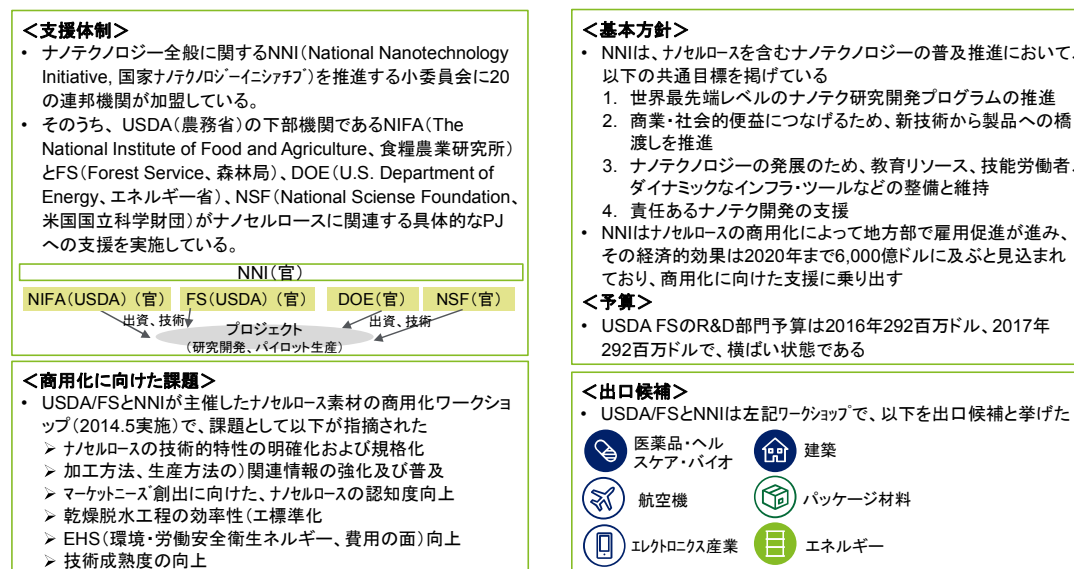 ＜支援体制＞
• ナノテクノロジー全般に関するNNI（National Nanotechnology
Initiative, 国家ﾅﾉﾃｸﾉﾛｼﾞｰｲﾆｼｧﾁﾌﾞ）を推進する小委員会に20
の連邦機関が加盟している。
• そのうち、 USDA（農務省）の下部機関であるNIFA（The
National Institute of Food and Agriculture、食糧農業研究所）
とFS（Forest Service、森林局）、DOE（U.S. Department of
Energy、エネルギー省）、NSF（National Sciense Foundation、
米国国立科学財団）がナノセルロースに関連する具体的なPJ
への支援を実施している。
NNI（官）
NIFA（USDA）（官） FS（USDA）（官） DOE（官） NSF（官）
出資、技術 出資、技術
プロジェクト
（研究開発、パイロット生産）
＜商用化に向けた課題＞
• USDA/FSとNNIが主催したﾅﾉｾﾙﾛｰｽ素材の商用化ワークショ
ップ（2014.5実施）で、課題として以下が指摘された
➢ ﾅﾉｾﾙﾛｰｽの技術的特性の明確化および規格化
➢ 加工方法、生産方法の）関連情報の強化及び普及
➢ ﾏｰｹｯﾄﾆｰｽﾞ創出に向けた、ﾅﾉｾﾙﾛｰｽの認知度向上
➢ 乾燥脱水工程の効率性（エ標準化
➢ EHS（環境・労働安全衛生ネルギー、費用の面）向上
➢ 技術成熟度の向上
＜基本方針＞
• NNIは、ﾅﾉｾﾙﾛｰｽを含むナノテクノロジーの普及推進において、
以下の共通目標を掲げている
1. 世界最先端レベルのナノテク研究開発プログラムの推進
2. 商業・社会的便益につなげるため、新技術から製品への橋
渡しを推進
3. ナノテクノロジーの発展のため、教育リソース、技能労働者、
ダイナミックなインフラ・ツールなどの整備と維持
4. 責任あるナノテク開発の支援
• NNIはﾅﾉｾﾙﾛｰｽの商用化によって地方部で雇用促進が進み、
その経済的効果は2020年まで6,000億ドルに及ぶと見込まれ
ており、商用化に向けた支援に乗り出す
＜予算＞
• USDA FSのR&D部門予算は2016年292百万ドル、2017年
292百万ドルで、横ばい状態である
＜出口候補＞
• USDA/FSとNNIは左記ﾜｰｸｼｮｯﾌﾟで、以下を出口候補と挙げた
医薬品・ヘル
スケア・バイオ
建築
航空機
パッケージ材料
ｴﾚｸﾄﾛﾆｸｽ産業
エネルギー